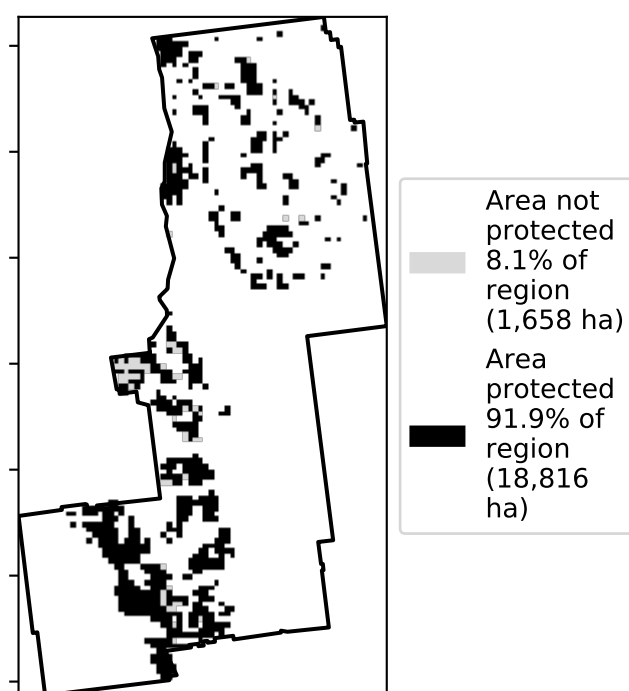 Area not
protected
8.1% of
region
(1,658 ha)
Area
protected
91.9% of
region
(18,816
ha)